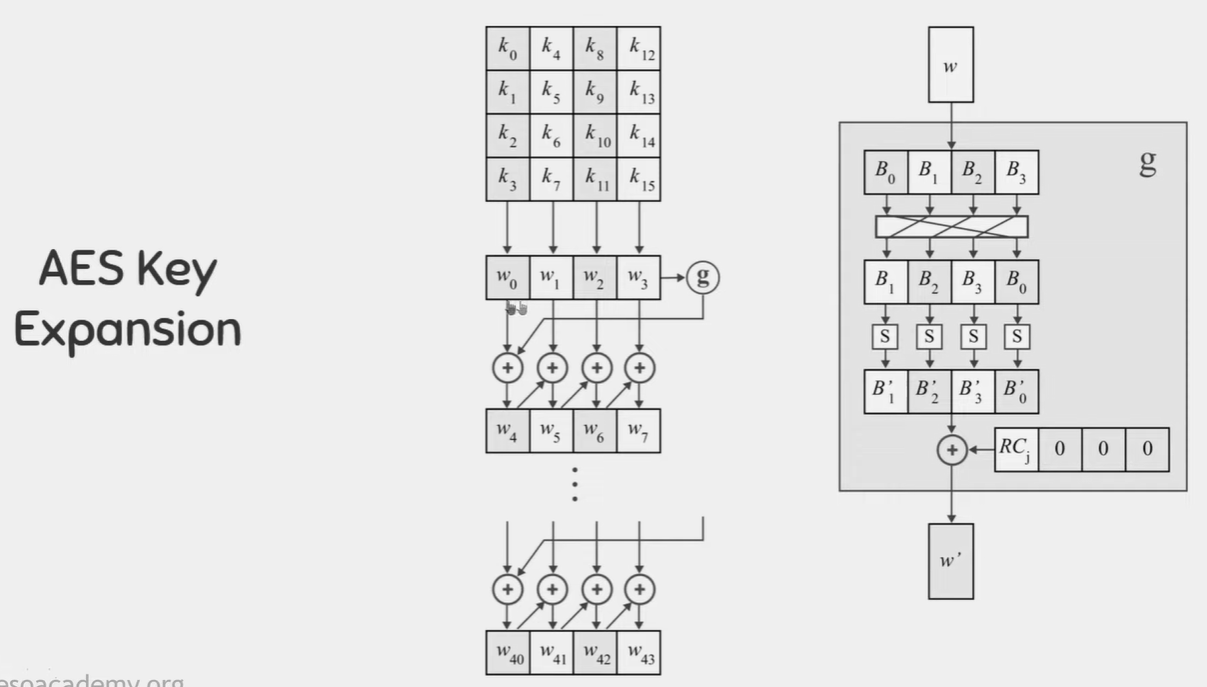 AES Key
Expansion
k0 k4 k8 k12
k1 k5 k9 k13
k2 k6 k10 k14
k3 k7 k11 k15
w0 w1 w2 w3 g
+ + + +
w4 w5 w6 w7
+ + + +
w40 w41 w42 w43
w
g
B0 B1 B2 B3
B1 B2 B3 B0
S S S S
B'1 B'2 B'3 B'0
+ RCj 0 0 0
w'
esoacademy.org